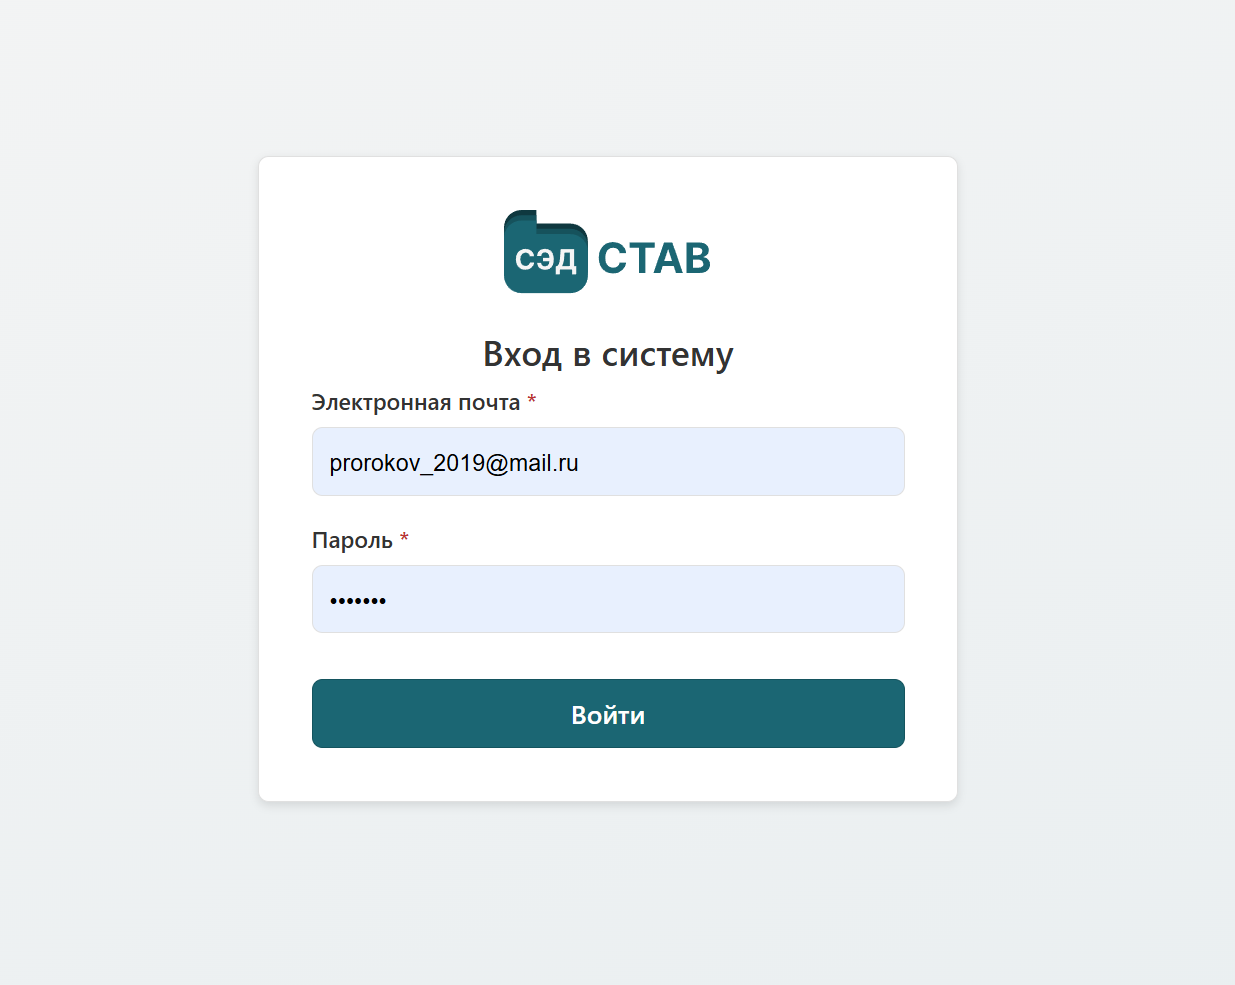 СЭД СТАВ
Вход в систему
Электронная почта *
prorokov_2019@mail.ru
Пароль *
•••••••
Войти